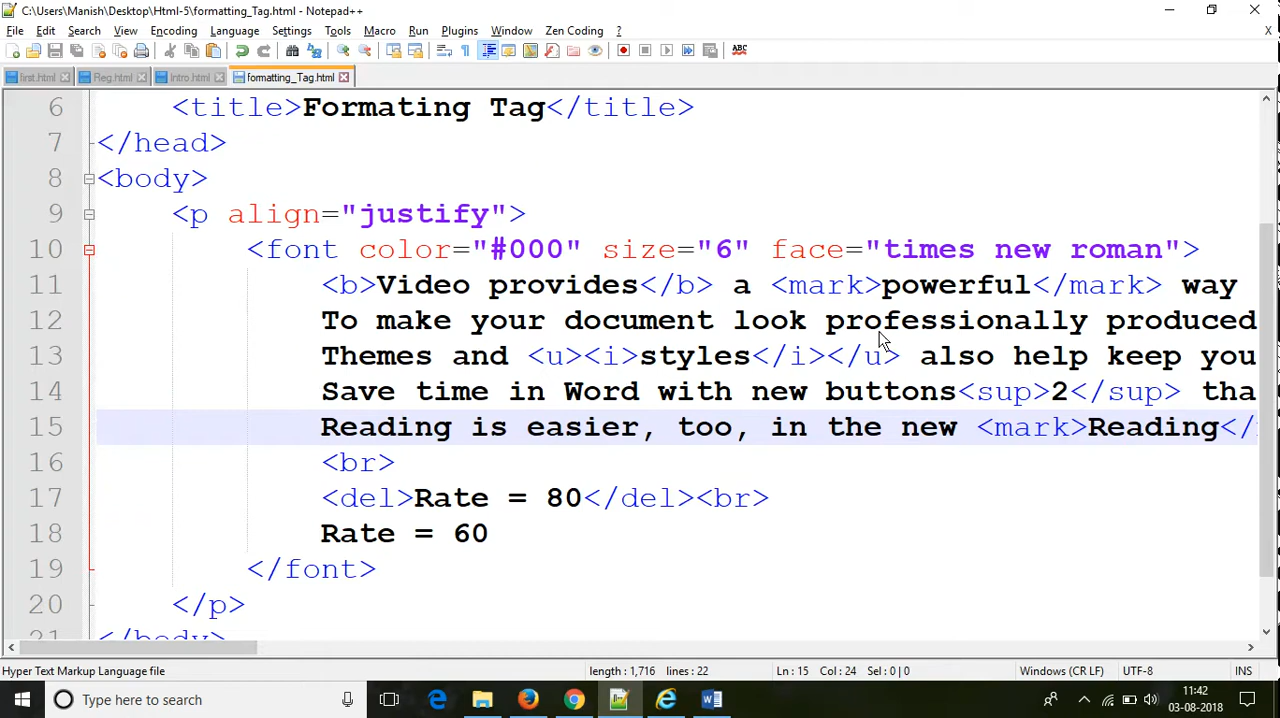 C:\Users\Manish\Desktop\Html-5\formatting_Tag.html - Notepad++
File Edit Search View Encoding Language Settings Tools Macro Run Plugins Window Zen Coding ? X
first.html Reg.html Intro.html formatting_Tag.html
6 <title>Formating Tag</title>
7 </head>
8 <body>
9 <p align="justify">
10 <font color="#000" size="6" face="times new roman">
11 <b>Video provides</b> a <mark>powerful</mark> way
12 To make your document look professionally produced
13 Themes and <u><i>styles</i></u> also help keep you
14 Save time in Word with new buttons<sup>2</sup> tha
15 Reading is easier, too, in the new <mark>Reading</
16 <br>
17 <del>Rate = 80</del><br>
18 Rate = 60
19 </font>
20 </p>
21 </body>
Hyper Text Markup Language file length : 1,716 lines : 22 Ln : 15 Col : 24 Sel : 0 | 0 Windows (CR LF) UTF-8 INS
Type here to search
11:42
03-08-2018